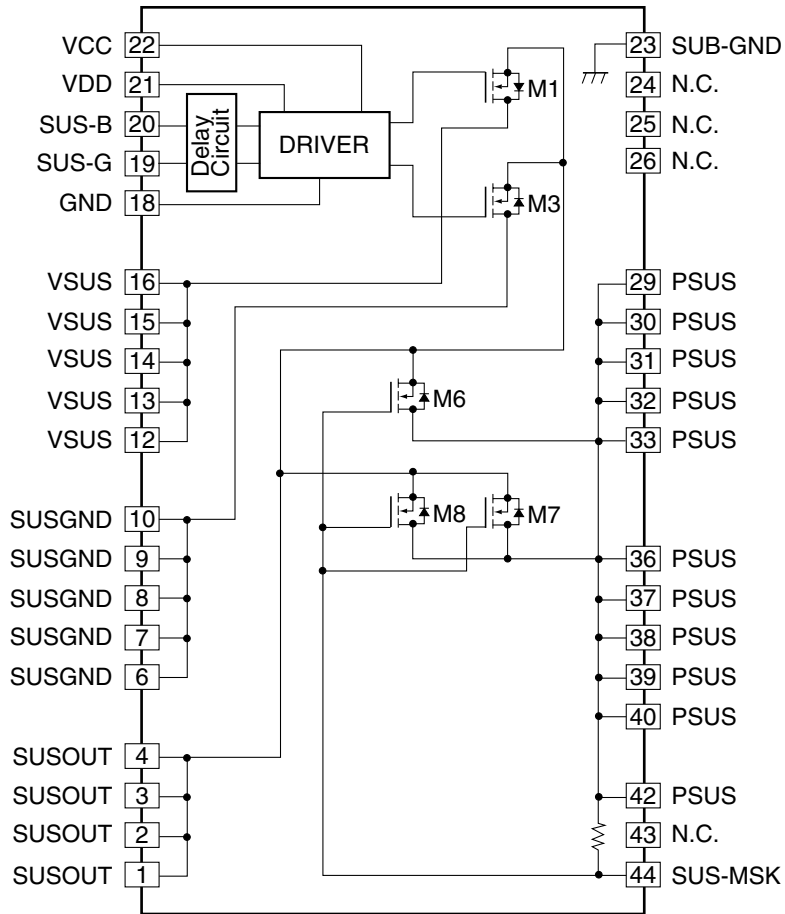 VCC 22
VDD 21
SUS-B 20
SUS-G 19
GND 18
VSUS 16
VSUS 15
VSUS 14
VSUS 13
VSUS 12
SUSGND 10
SUSGND 9
SUSGND 8
SUSGND 7
SUSGND 6
SUSOUT 4
SUSOUT 3
SUSOUT 2
SUSOUT 1
Delay
Circuit
DRIVER
M1
M3
M6
M8
M7
23 SUB-GND
24 N.C.
25 N.C.
26 N.C.
29 PSUS
30 PSUS
31 PSUS
32 PSUS
33 PSUS
36 PSUS
37 PSUS
38 PSUS
39 PSUS
40 PSUS
42 PSUS
43 N.C.
44 SUS-MSK